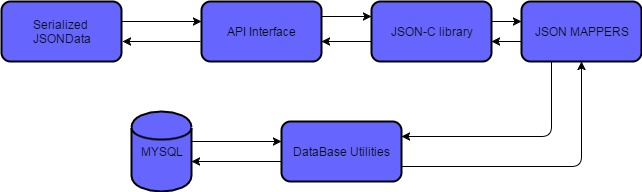 Serialized
JSONData
API Interface
JSON-C library
JSON MAPPERS
MYSQL
DataBase Utilities